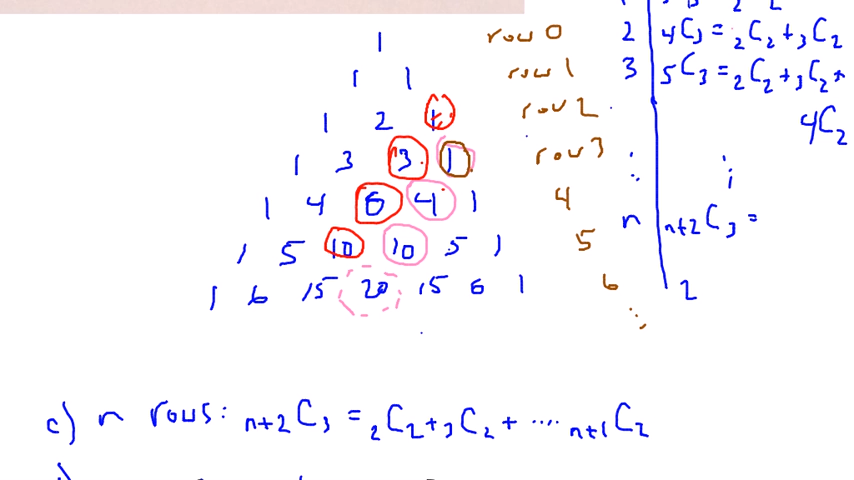 1 row 0
1 1 row 1
1 2 1 row 2
1 3 3 1 row 3
1 4 6 4 1 4
1 5 10 10 5 1 5
1 6 15 20 15 6 1 6
⋱
2 | 4C3 = 2C2 + 3C2
3 | 5C3 = 2C2 + 3C2 +
4C2
⋮ ⋮
n | n+2C3 =
2
c) n rows: n+2C3 = 2C2 + 3C2 + .... n+1C2